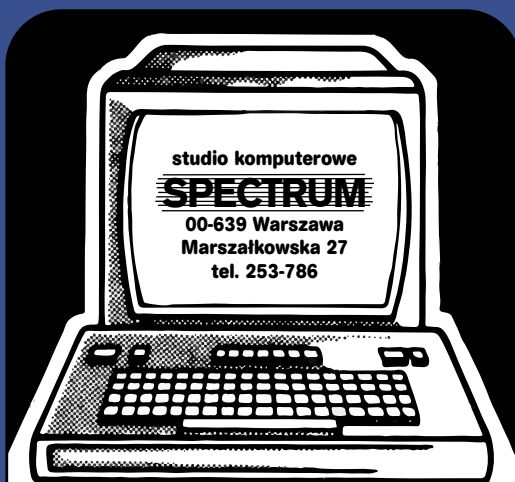 studio komputerowe
SPECTRUM
00-639 Warszawa
Marszałkowska 27
tel. 253-786